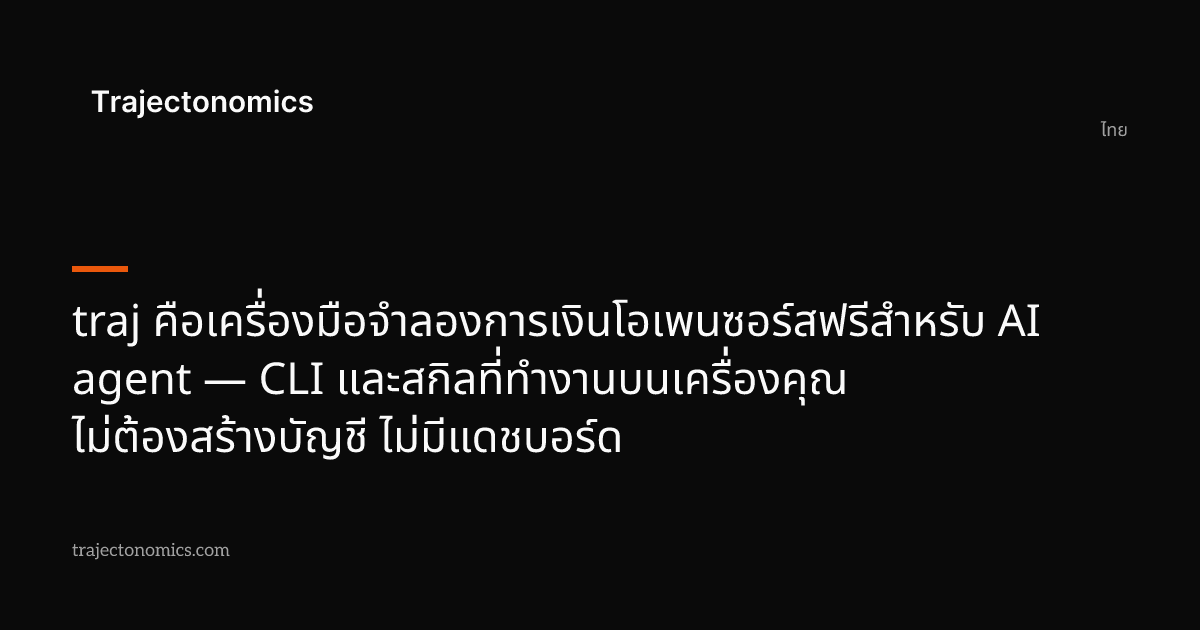 Trajectonomics
ไทย
traj คือเครื่องมือจำลองการเงินโอเพนซอร์สฟรีสำหรับ AI
agent — CLI และสกิลที่ทำงานบนเครื่องคุณ
ไม่ต้องสร้างบัญชี ไม่มีแดชบอร์ด
trajectonomics.com